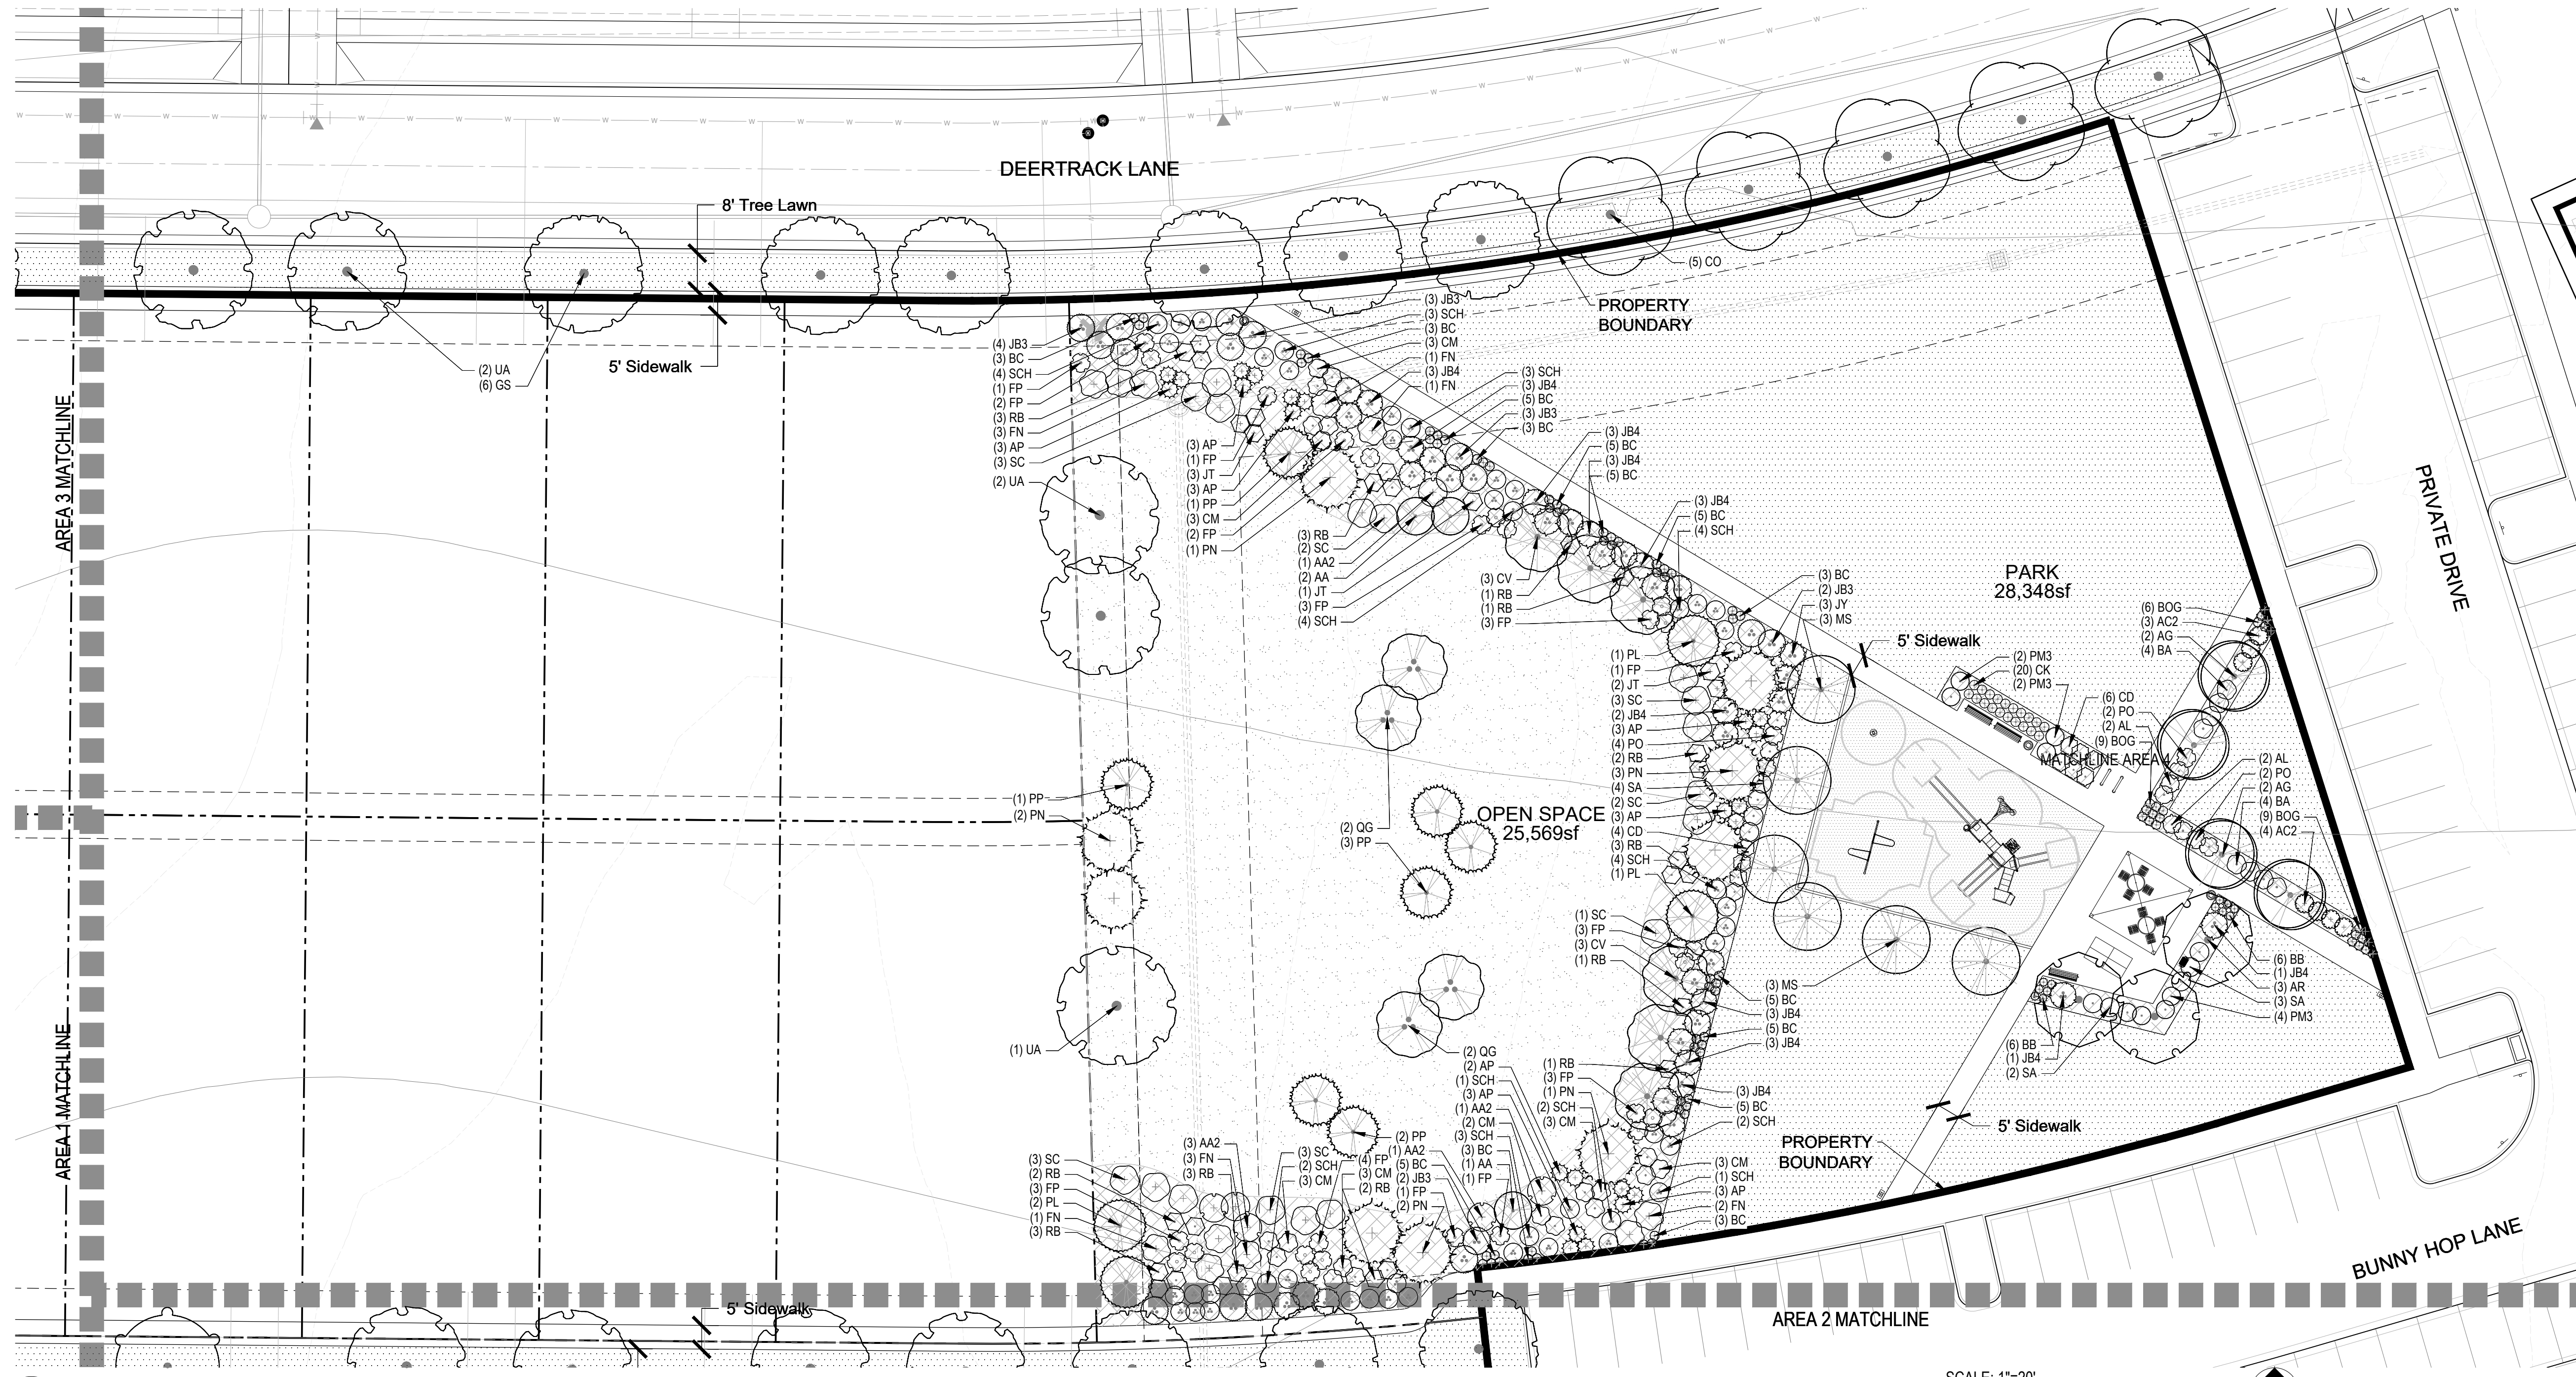 DEERTRACK LANE
8' Tree Lawn
5' Sidewalk
(2) UA
(6) GS
AREA 3 MATCHLINE
AREA 1 MATCHLINE
(5) CO
PROPERTY
BOUNDARY
(4) JB3
(3) BC
(4) SCH
(1) FP
(2) FP
(3) RB
(3) FN
(3) AP
(3) SC
(2) UA
(3) JB3
(3) SCH
(3) BC
(3) CM
(1) FN
(3) JB4
(1) FN
(3) SCH
(3) JB4
(5) BC
(3) JB3
(3) BC
(3) AP
(1) FP
(3) JT
(3) AP
(1) PP
(3) CM
(2) FP
(1) PN
(3) JB4
(5) BC
(3) JB4
(5) BC
(3) JB4
(5) BC
(4) SCH
(3) RB
(2) SC
(1) AA2
(2) AA
(1) JT
(3) FP
(4) SCH
(3) CV
(1) RB
(1) RB
(3) FP
(3) BC
(2) JB3
(3) JY
(3) MS
5' Sidewalk
PARK
28,348sf
PRIVATE DRIVE
(6) BOG
(3) AC2
(2) AG
(4) BA
(2) PM3
(20) CK
(2) PM3
(6) CD
(2) PO
(2) AL
(9) BOG
MATCHLINE AREA 4
(2) AL
(2) PO
(2) AG
(4) BA
(9) BOG
(4) AC2
(1) PL
(1) FP
(2) JT
(3) SC
(2) JB4
(3) AP
(4) PO
(2) RB
(3) PN
(4) SA
(2) SC
(3) AP
(4) CD
(3) RB
(4) SCH
(1) PL
(1) PP
(2) PN
(2) QG
(3) PP
OPEN SPACE
25,569sf
(1) SC
(3) FP
(3) CV
(1) RB
(3) MS
(5) BC
(3) JB4
(5) BC
(3) JB4
(6) BB
(1) JB4
(3) AR
(3) SA
(4) PM3
(6) BB
(1) JB4
(2) SA
(1) UA
(2) QG
(2) AP
(1) SCH
(3) AP
(1) AA2
(2) CM
(3) SCH
(3) BC
(1) AA
(1) FP
(1) RB
(3) FP
(1) PN
(2) SCH
(3) CM
(3) JB4
(5) BC
(2) SCH
5' Sidewalk
PROPERTY
BOUNDARY
(3) CM
(1) SCH
(3) AP
(2) FN
(3) BC
(2) PP
(1) AA2
(5) BC
(2) JB3
(1) FP
(2) PN
(3) AA2
(3) FN
(3) RB
(3) SC
(2) SCH
(3) CM
(4) FP
(3) CM
(2) RB
(3) SC
(2) RB
(3) FP
(2) PL
(1) FN
(3) RB
5' Sidewalk
BUNNY HOP LANE
AREA 2 MATCHLINE
SCALE: 1"=20'